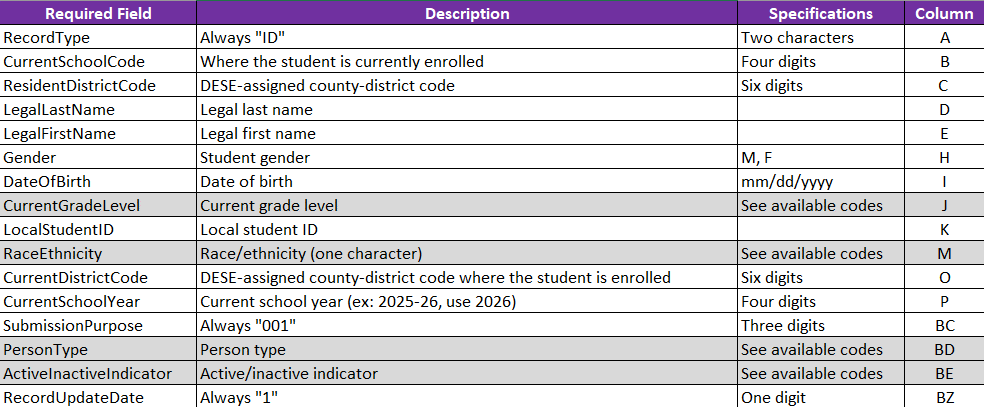 Required Field Description Specifications Column
RecordType Always "ID" Two characters A
CurrentSchoolCode Where the student is currently enrolled Four digits B
ResidentDistrictCode DESE-assigned county-district code Six digits C
LegalLastName Legal last name D
LegalFirstName Legal first name E
Gender Student gender M, F H
DateOfBirth Date of birth mm/dd/yyyy I
CurrentGradeLevel Current grade level See available codes J
LocalStudentID Local student ID K
RaceEthnicity Race/ethnicity (one character) See available codes M
CurrentDistrictCode DESE-assigned county-district code where the student is enrolled Six digits O
CurrentSchoolYear Current school year (ex: 2025-26, use 2026) Four digits P
SubmissionPurpose Always "001" Three digits BC
PersonType Person type See available codes BD
ActiveInactiveIndicator Active/inactive indicator See available codes BE
RecordUpdateDate Always "1" One digit BZ